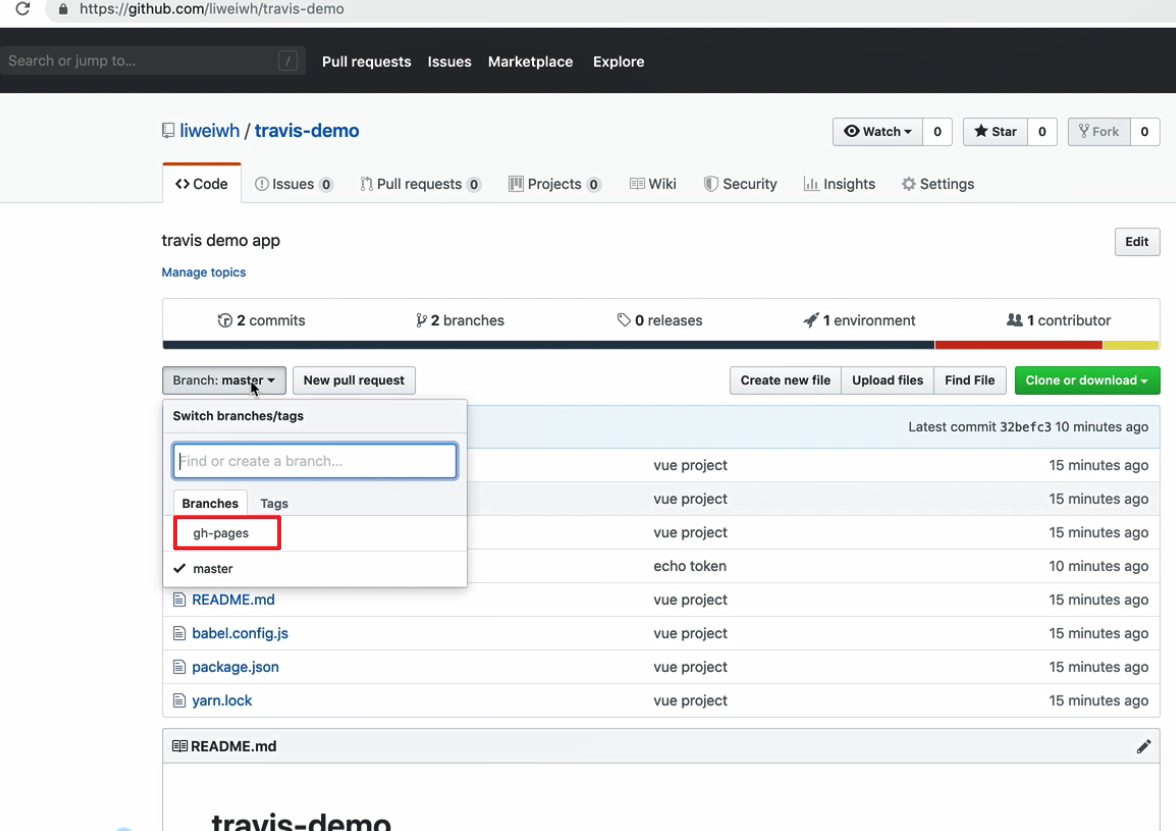 https://github.com/liweiwh/travis-demo
Search or jump to... /
Pull requests Issues Marketplace Explore
liweiwh / travis-demo
Watch 0 Star 0 Fork 0
Code Issues 0 Pull requests 0 Projects 0 Wiki Security Insights Settings
travis demo app
Edit
Manage topics
2 commits 2 branches 0 releases 1 environment 1 contributor
Branch: master New pull request Create new file Upload files Find File Clone or download
Switch branches/tags
Latest commit 32befc3 10 minutes ago
Find or create a branch...
vue project 15 minutes ago
Branches Tags
vue project 15 minutes ago
gh-pages
vue project 15 minutes ago
master
echo token 10 minutes ago
README.md vue project 15 minutes ago
babel.config.js vue project 15 minutes ago
package.json vue project 15 minutes ago
yarn.lock vue project 15 minutes ago
README.md
travis-demo